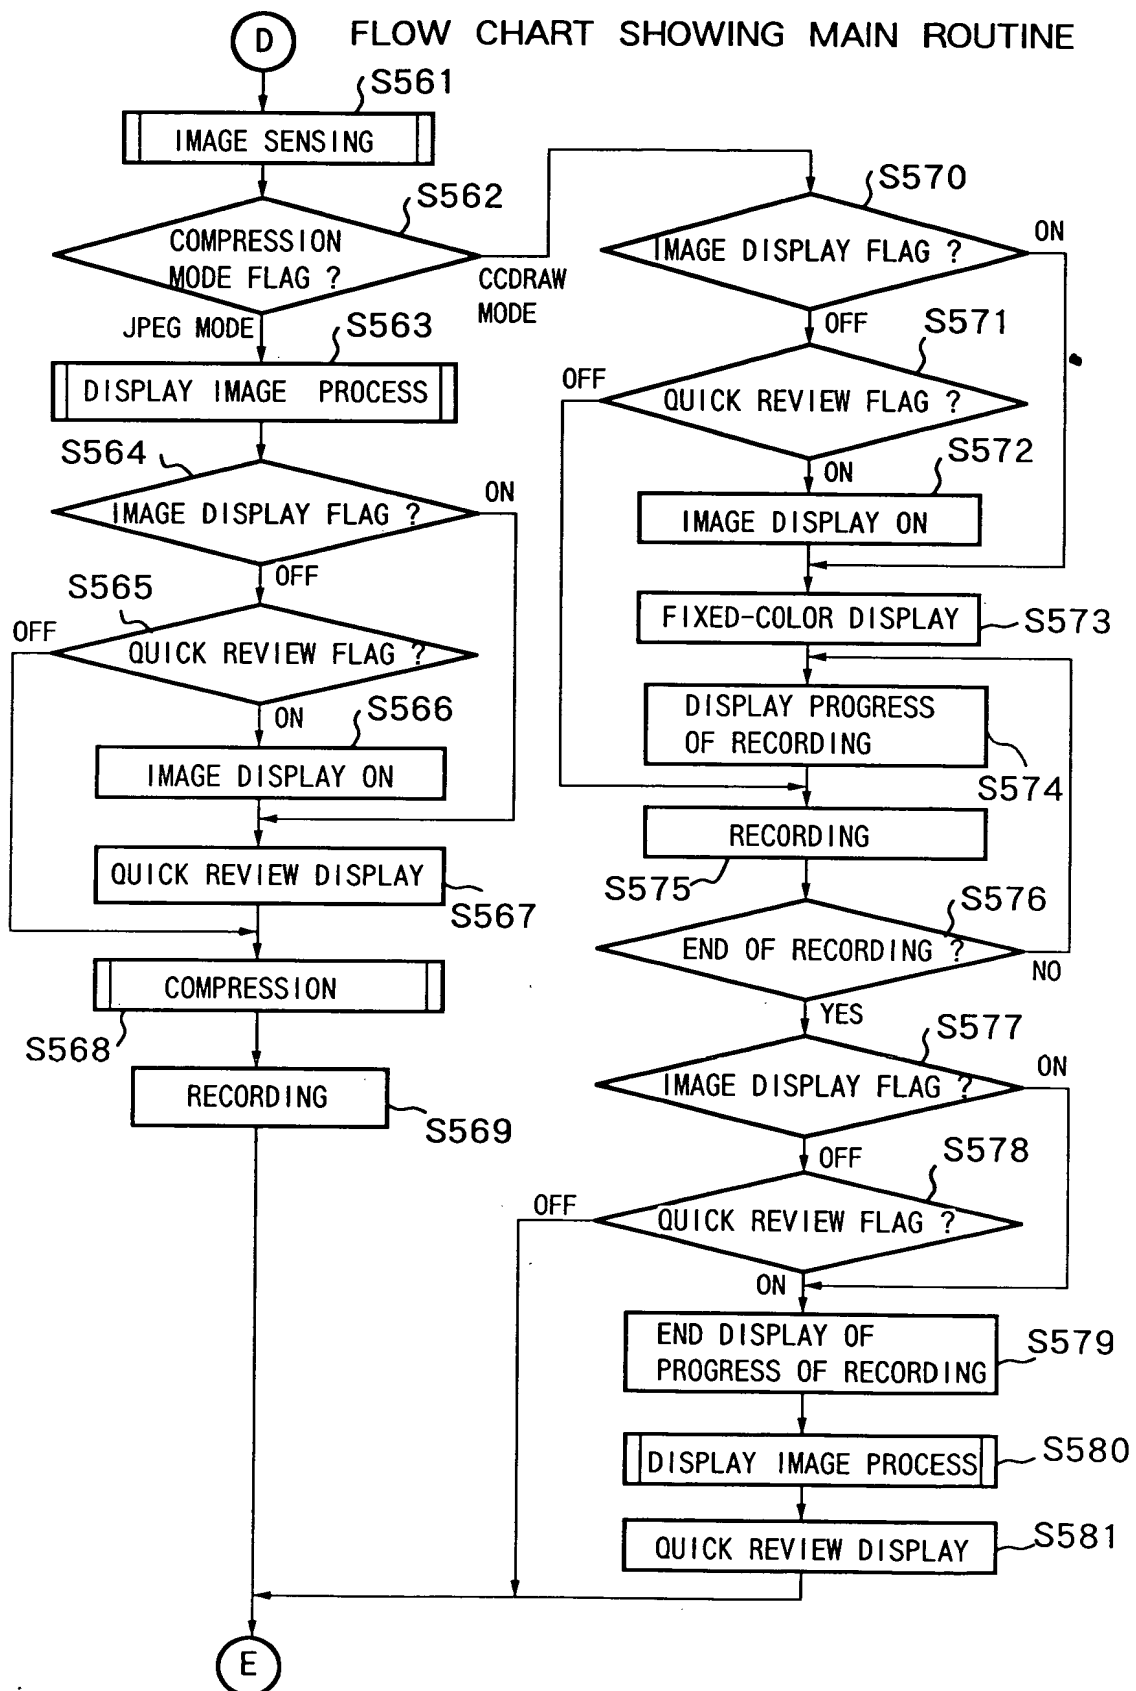 D
FLOW CHART SHOWING MAIN ROUTINE
S561
IMAGE SENSING
S562
COMPRESSION
MODE FLAG ?
CCDRAW
MODE
JPEG MODE
S563
DISPLAY IMAGE PROCESS
S564
IMAGE DISPLAY FLAG ?
ON
OFF
S565
OFF
QUICK REVIEW FLAG ?
ON
S566
IMAGE DISPLAY ON
QUICK REVIEW DISPLAY
S567
COMPRESSION
S568
RECORDING
S569
S570
IMAGE DISPLAY FLAG ?
ON
OFF
S571
OFF
QUICK REVIEW FLAG ?
ON
S572
IMAGE DISPLAY ON
FIXED-COLOR DISPLAY
S573
DISPLAY PROGRESS
OF RECORDING
S574
RECORDING
S575
S576
END OF RECORDING ?
NO
YES
S577
IMAGE DISPLAY FLAG ?
ON
OFF
S578
OFF
QUICK REVIEW FLAG ?
ON
END DISPLAY OF
PROGRESS OF RECORDING
S579
DISPLAY IMAGE PROCESS
S580
QUICK REVIEW DISPLAY
S581
E